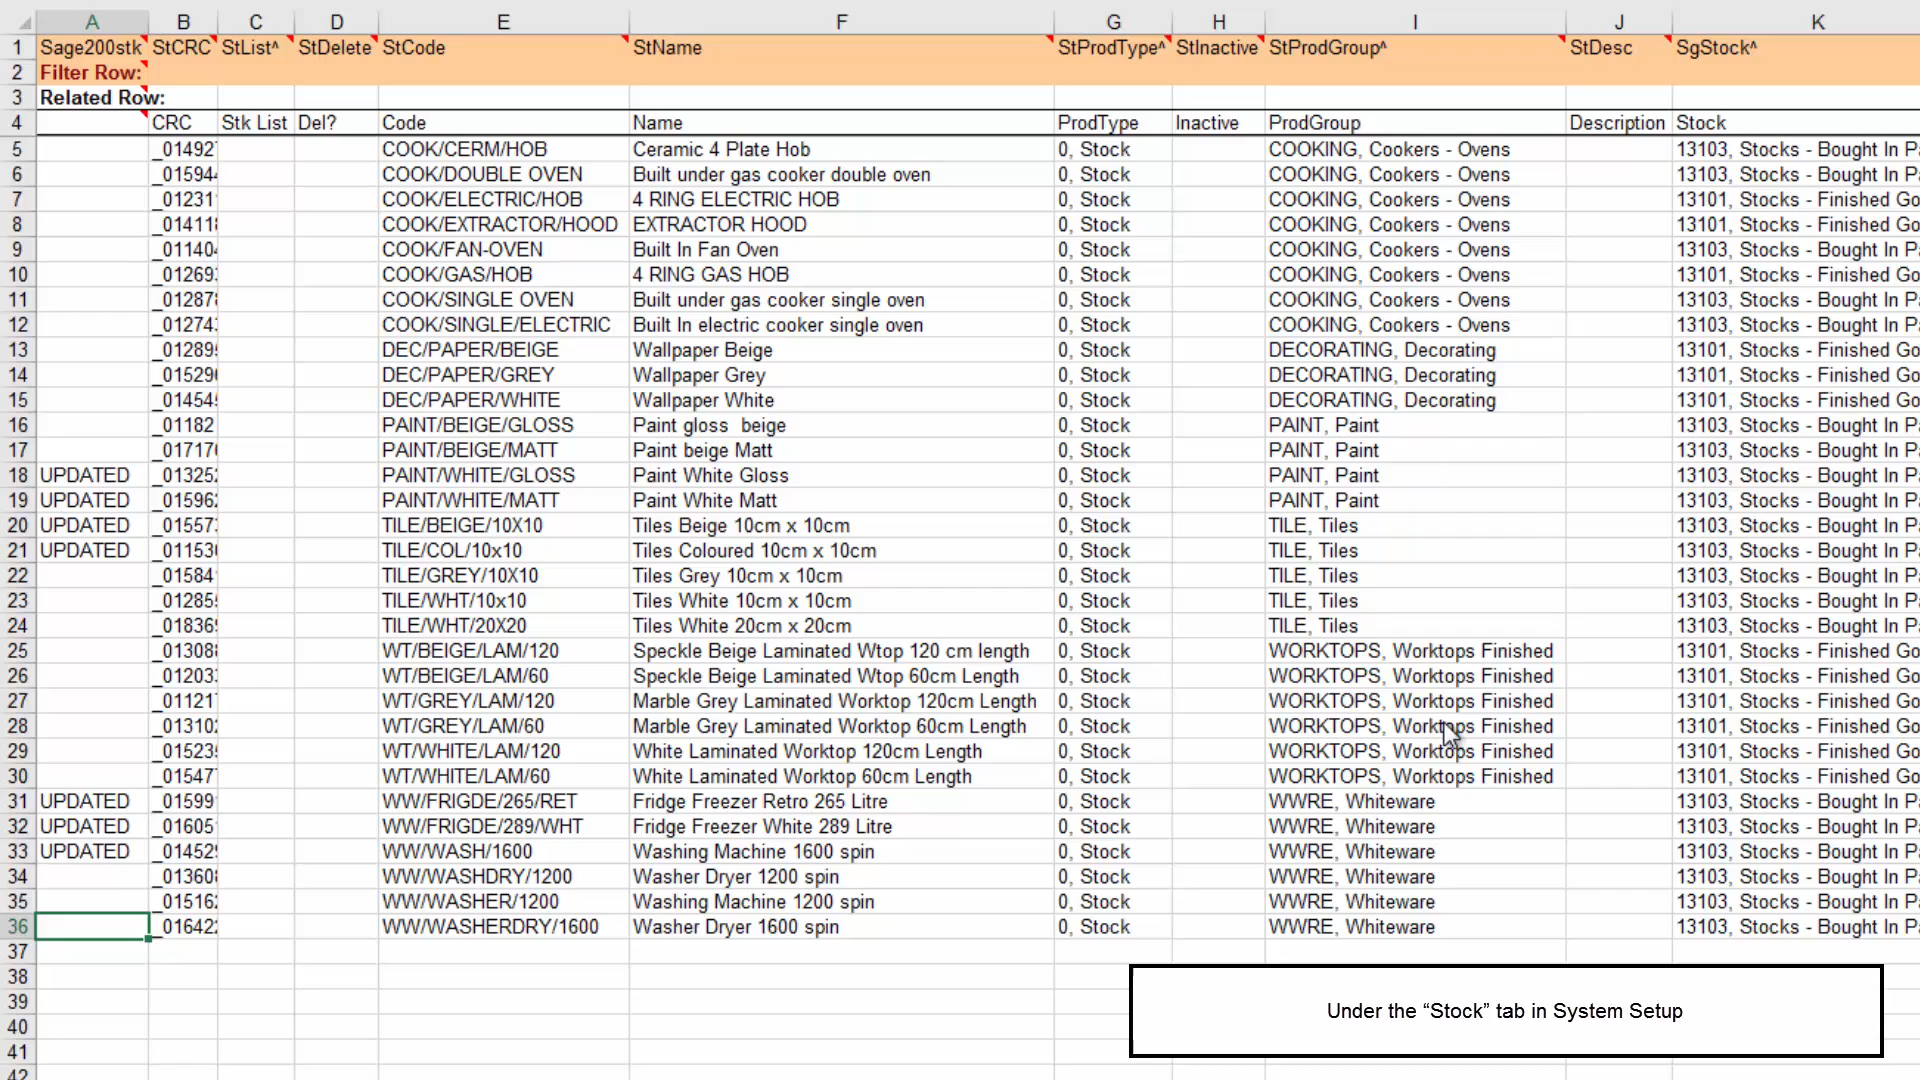 A B C D E F G H I J K
1 Sage200stk StCRC StList^ StDelete StCode StName StProdType^ StInactive StProdGroup^ StDesc SgStock^
2 Filter Row:
3 Related Row:
4 CRC Stk List Del? Code Name ProdType Inactive ProdGroup Description Stock
5 _014927 COOK/CERM/HOB Ceramic 4 Plate Hob 0, Stock COOKING, Cookers - Ovens 13103, Stocks - Bought In Pa
6 _015944 COOK/DOUBLE OVEN Built under gas cooker double oven 0, Stock COOKING, Cookers - Ovens 13103, Stocks - Bought In Pa
7 _01231 COOK/ELECTRIC/HOB 4 RING ELECTRIC HOB 0, Stock COOKING, Cookers - Ovens 13101, Stocks - Finished Go
8 _014118 COOK/EXTRACTOR/HOOD EXTRACTOR HOOD 0, Stock COOKING, Cookers - Ovens 13101, Stocks - Finished Go
9 _011404 COOK/FAN-OVEN Built In Fan Oven 0, Stock COOKING, Cookers - Ovens 13103, Stocks - Bought In Pa
10 _01269 COOK/GAS/HOB 4 RING GAS HOB 0, Stock COOKING, Cookers - Ovens 13101, Stocks - Finished Go
11 _012878 COOK/SINGLE OVEN Built under gas cooker single oven 0, Stock COOKING, Cookers - Ovens 13103, Stocks - Bought In Pa
12 _01274 COOK/SINGLE/ELECTRIC Built In electric cooker single oven 0, Stock COOKING, Cookers - Ovens 13103, Stocks - Bought In Pa
13 _01289 DEC/PAPER/BEIGE Wallpaper Beige 0, Stock DECORATING, Decorating 13101, Stocks - Finished Go
14 _01529 DEC/PAPER/GREY Wallpaper Grey 0, Stock DECORATING, Decorating 13101, Stocks - Finished Go
15 _01454 DEC/PAPER/WHITE Wallpaper White 0, Stock DECORATING, Decorating 13101, Stocks - Finished Go
16 _01182 PAINT/BEIGE/GLOSS Paint gloss  beige 0, Stock PAINT, Paint 13103, Stocks - Bought In Pa
17 _01717 PAINT/BEIGE/MATT Paint beige Matt 0, Stock PAINT, Paint 13103, Stocks - Bought In Pa
18 UPDATED _01325 PAINT/WHITE/GLOSS Paint White Gloss 0, Stock PAINT, Paint 13103, Stocks - Bought In Pa
19 UPDATED _01596 PAINT/WHITE/MATT Paint White Matt 0, Stock PAINT, Paint 13103, Stocks - Bought In Pa
20 UPDATED _01557 TILE/BEIGE/10X10 Tiles Beige 10cm x 10cm 0, Stock TILE, Tiles 13103, Stocks - Bought In Pa
21 UPDATED _01153 TILE/COL/10x10 Tiles Coloured 10cm x 10cm 0, Stock TILE, Tiles 13103, Stocks - Bought In Pa
22 _01584 TILE/GREY/10X10 Tiles Grey 10cm x 10cm 0, Stock TILE, Tiles 13103, Stocks - Bought In Pa
23 _01285 TILE/WHT/10x10 Tiles White 10cm x 10cm 0, Stock TILE, Tiles 13103, Stocks - Bought In Pa
24 _01836 TILE/WHT/20X20 Tiles White 20cm x 20cm 0, Stock TILE, Tiles 13103, Stocks - Bought In Pa
25 _01308 WT/BEIGE/LAM/120 Speckle Beige Laminated Wtop 120 cm length 0, Stock WORKTOPS, Worktops Finished 13101, Stocks - Finished Go
26 _01203 WT/BEIGE/LAM/60 Speckle Beige Laminated Wtop 60cm Length 0, Stock WORKTOPS, Worktops Finished 13101, Stocks - Finished Go
27 _01121 WT/GREY/LAM/120 Marble Grey Laminated Worktop 120cm Length 0, Stock WORKTOPS, Worktops Finished 13101, Stocks - Finished Go
28 _01310 WT/GREY/LAM/60 Marble Grey Laminated Worktop 60cm Length 0, Stock WORKTOPS, Worktops Finished 13101, Stocks - Finished Go
29 _01523 WT/WHITE/LAM/120 White Laminated Worktop 120cm Length 0, Stock WORKTOPS, Worktops Finished 13101, Stocks - Finished Go
30 _01547 WT/WHITE/LAM/60 White Laminated Worktop 60cm Length 0, Stock WORKTOPS, Worktops Finished 13101, Stocks - Finished Go
31 UPDATED _01599 WW/FRIGDE/265/RET Fridge Freezer Retro 265 Litre 0, Stock WWRE, Whiteware 13103, Stocks - Bought In Pa
32 UPDATED _01605 WW/FRIGDE/289/WHT Fridge Freezer White 289 Litre 0, Stock WWRE, Whiteware 13103, Stocks - Bought In Pa
33 UPDATED _01452 WW/WASH/1600 Washing Machine 1600 spin 0, Stock WWRE, Whiteware 13103, Stocks - Bought In Pa
34 _01360 WW/WASHDRY/1200 Washer Dryer 1200 spin 0, Stock WWRE, Whiteware 13103, Stocks - Bought In Pa
35 _01516 WW/WASHER/1200 Washing Machine 1200 spin 0, Stock WWRE, Whiteware 13103, Stocks - Bought In Pa
36 _01642 WW/WASHERDRY/1600 Washer Dryer 1600 spin 0, Stock WWRE, Whiteware 13103, Stocks - Bought In Pa
37
38
39
40
41
42
Under the “Stock” tab in System Setup